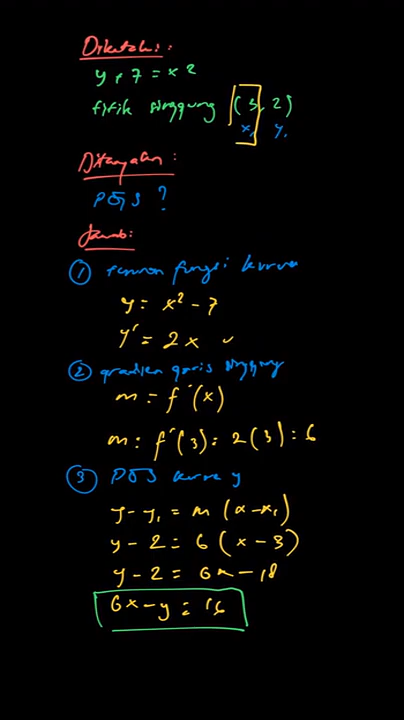 Diketahui:
y + 7 = x²
titik singgung (3, 2)
x₁ y₁
Ditanyakan:
PGS ?
Jawab:
① turunan fungsi kurva
y = x² - 7
y' = 2x
② gradien garis singgung
m = f'(x)
m = f'(3) = 2(3) = 6
③ PGS kurva y
y - y₁ = m (x - x₁)
y - 2 = 6 (x - 3)
y - 2 = 6x - 18
6x - y = 16